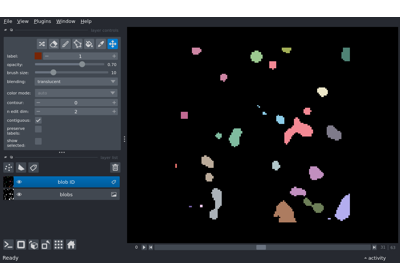 File View Plugins Window Help
label: 1
opacity: 0.70
brush size: 10
blending: translucent
color mode:
contour: 0
n edit dim: 2
contiguous:
preserve labels:
show selected:
blob ID
blobs
Ready
activity